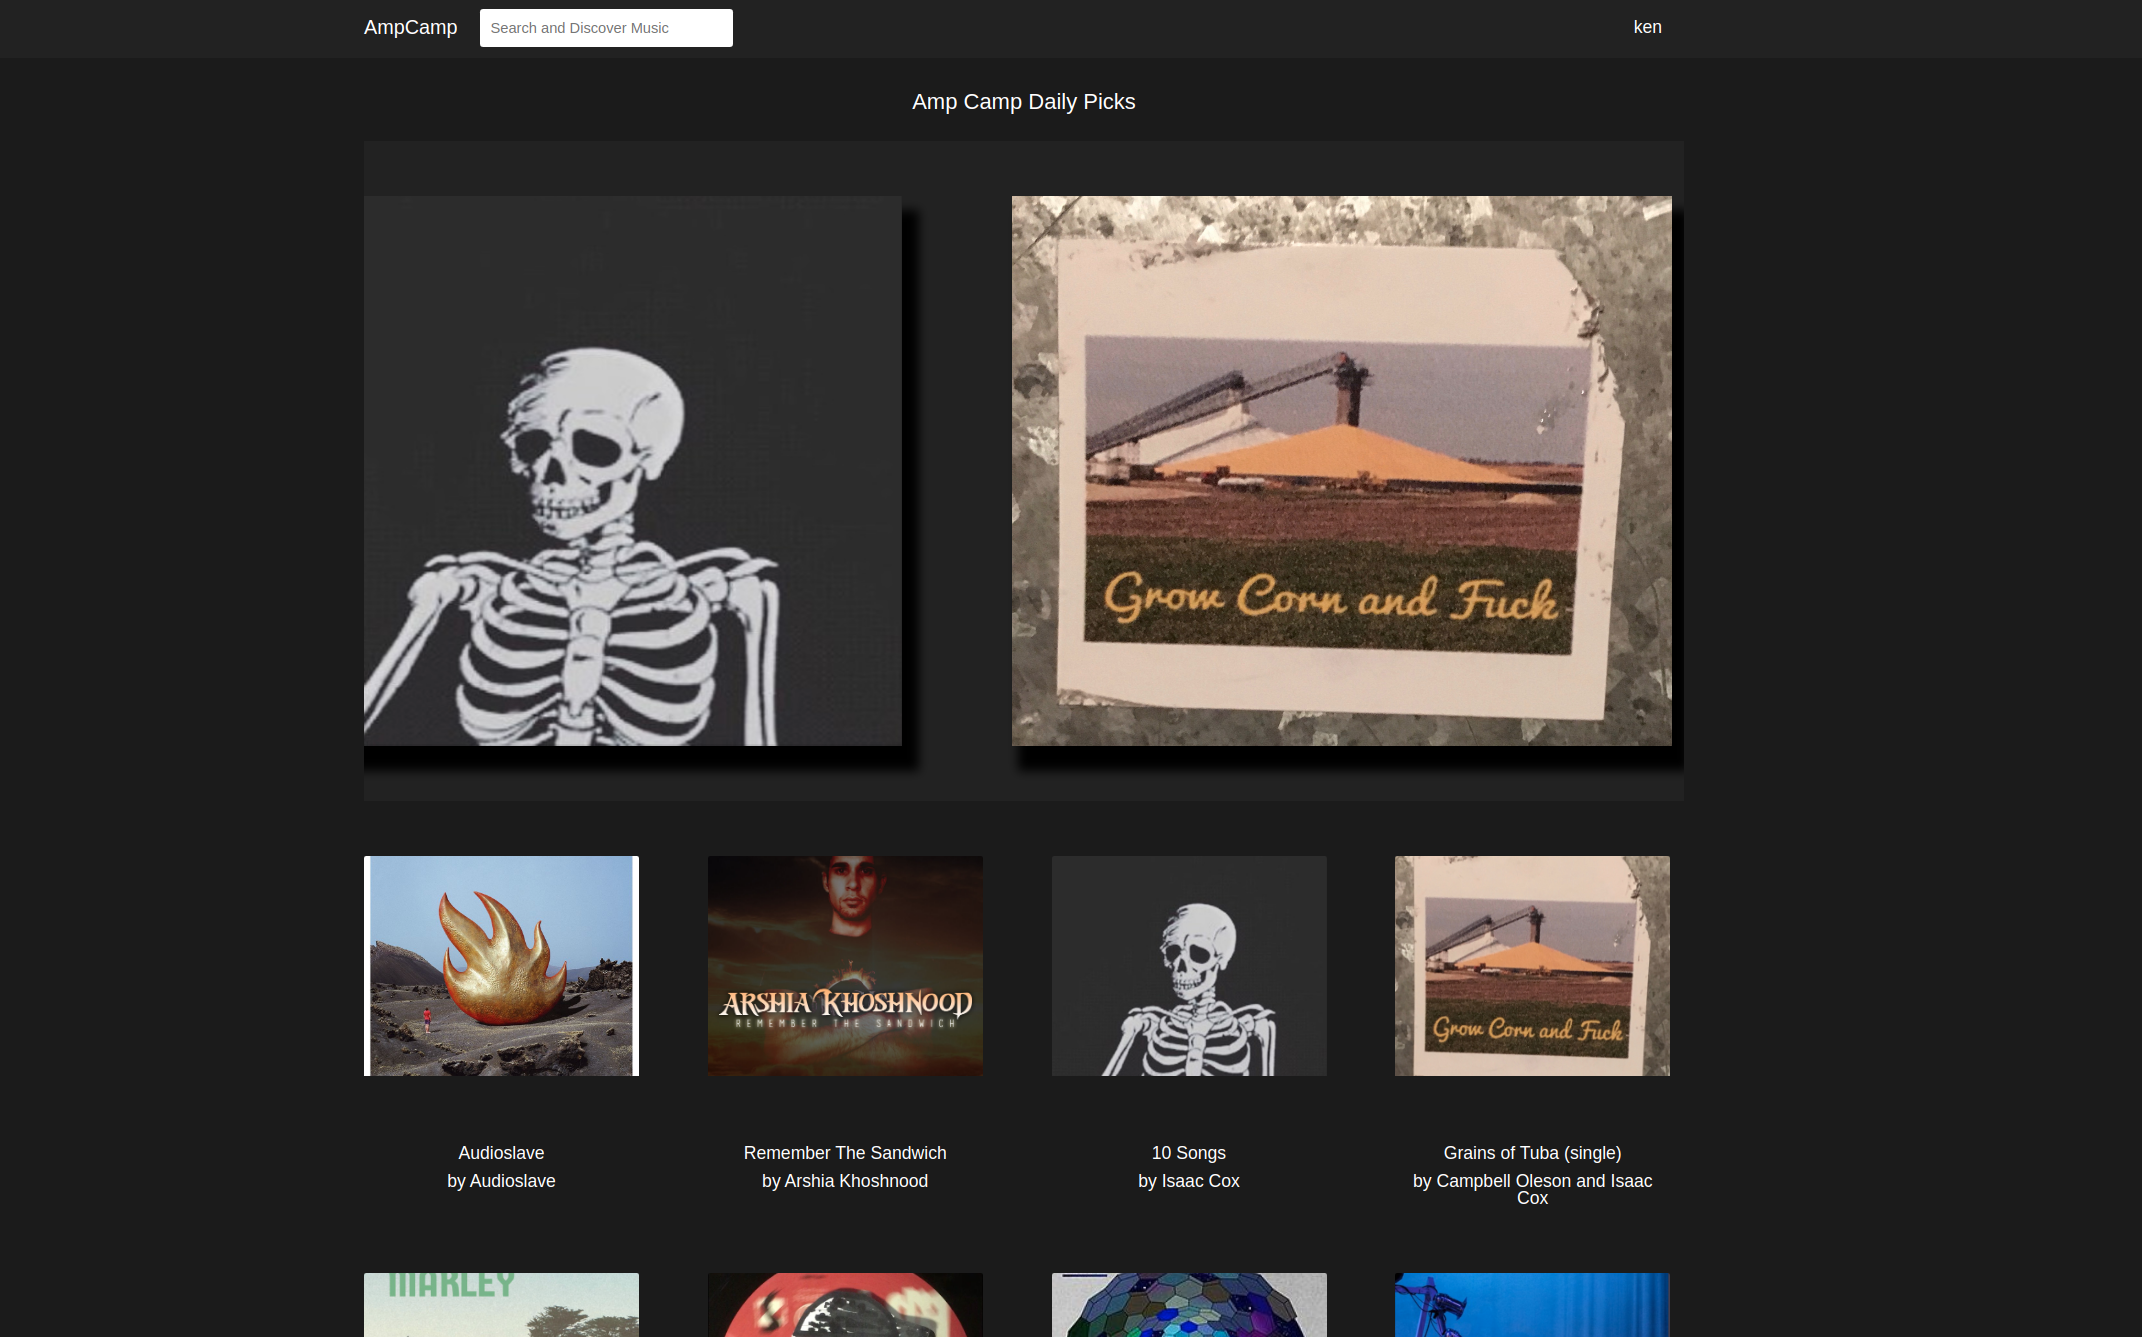 AmpCamp
Search and Discover Music
ken
Amp Camp Daily Picks
Grow Corn and Fuck
ARSHIA KHOSHNOOD
REMEMBER THE SANDWICH
Grow Corn and Fuck
Audioslave
by Audioslave
Remember The Sandwich
by Arshia Khoshnood
10 Songs
by Isaac Cox
Grains of Tuba (single)
by Campbell Oleson and Isaac
Cox
MARLEY